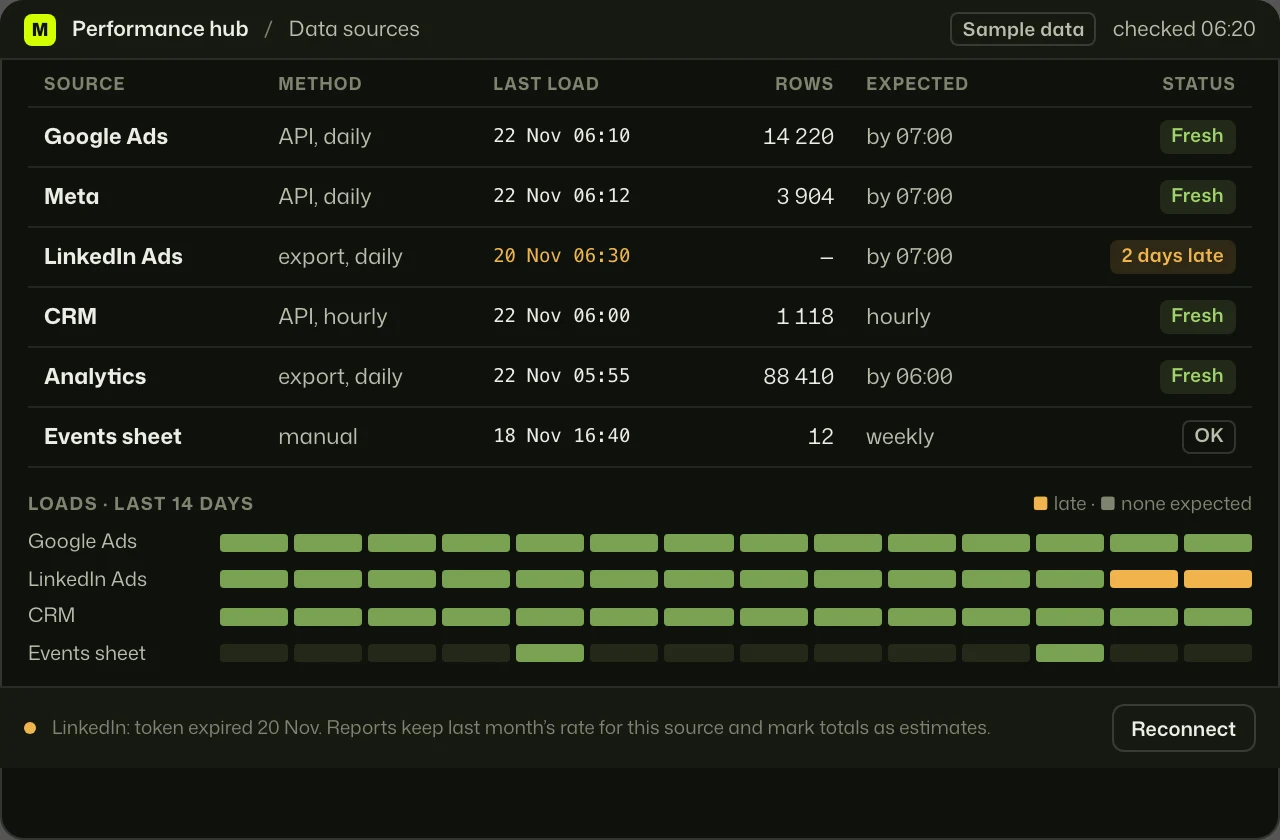 M Performance hub / Data sources Sample data checked 06:20
SOURCE METHOD LAST LOAD ROWS EXPECTED STATUS
Google Ads API, daily 22 Nov 06:10 14 220 by 07:00 Fresh
Meta API, daily 22 Nov 06:12 3 904 by 07:00 Fresh
LinkedIn Ads export, daily 20 Nov 06:30 — by 07:00 2 days late
CRM API, hourly 22 Nov 06:00 1 118 hourly Fresh
Analytics export, daily 22 Nov 05:55 88 410 by 06:00 Fresh
Events sheet manual 18 Nov 16:40 12 weekly OK
LOADS · LAST 14 DAYS late · none expected
Google Ads
LinkedIn Ads
CRM
Events sheet
LinkedIn: token expired 20 Nov. Reports keep last month's rate for this source and mark totals as estimates. Reconnect